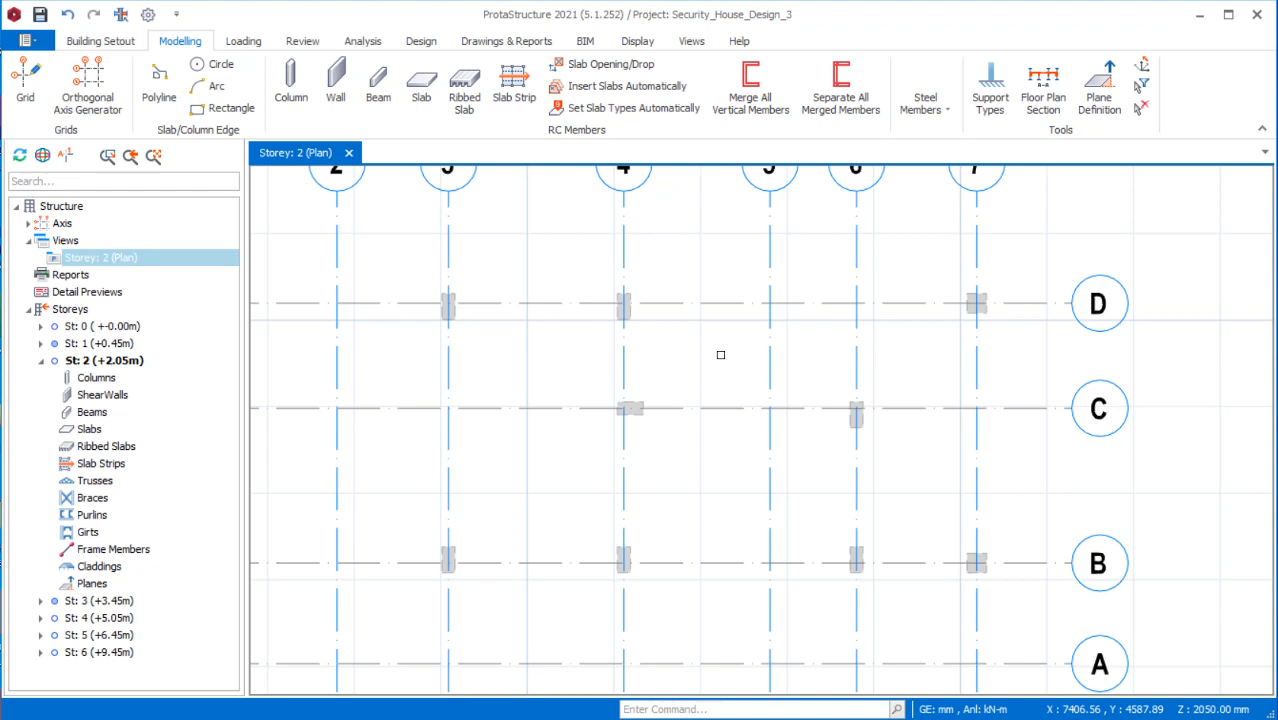 ProtaStructure 2021 (5.1.252) / Project: Security_House_Design_3
Building Setout Modelling Loading Review Analysis Design Drawings & Reports BIM Display Views Help
Grid
Orthogonal
Axis Generator
Grids
Polyline
Circle
Arc
Rectangle
Slab/Column Edge
Column
Wall
Beam
Slab
Ribbed
Slab
Slab Strip
Slab Opening/Drop
Insert Slabs Automatically
Set Slab Types Automatically
RC Members
Merge All
Vertical Members
Separate All
Merged Members
Steel
Members
Support
Types
Floor Plan
Section
Plane
Definition
Tools
Search...
Structure
Axis
Views
Storey: 2 (Plan)
Reports
Detail Previews
Storeys
St: 0 ( +-0.00m)
St: 1 (+0.45m)
St: 2 (+2.05m)
Columns
ShearWalls
Beams
Slabs
Ribbed Slabs
Slab Strips
Trusses
Braces
Purlins
Girts
Frame Members
Claddings
Planes
St: 3 (+3.45m)
St: 4 (+5.05m)
St: 5 (+6.45m)
St: 6 (+9.45m)
Storey: 2 (Plan)
2 3 4 5 6 7
D
C
B
A
Enter Command...
GE: mm , Anl: kN-m
X : 7406.56 , Y : 4587.89
Z : 2050.00 mm